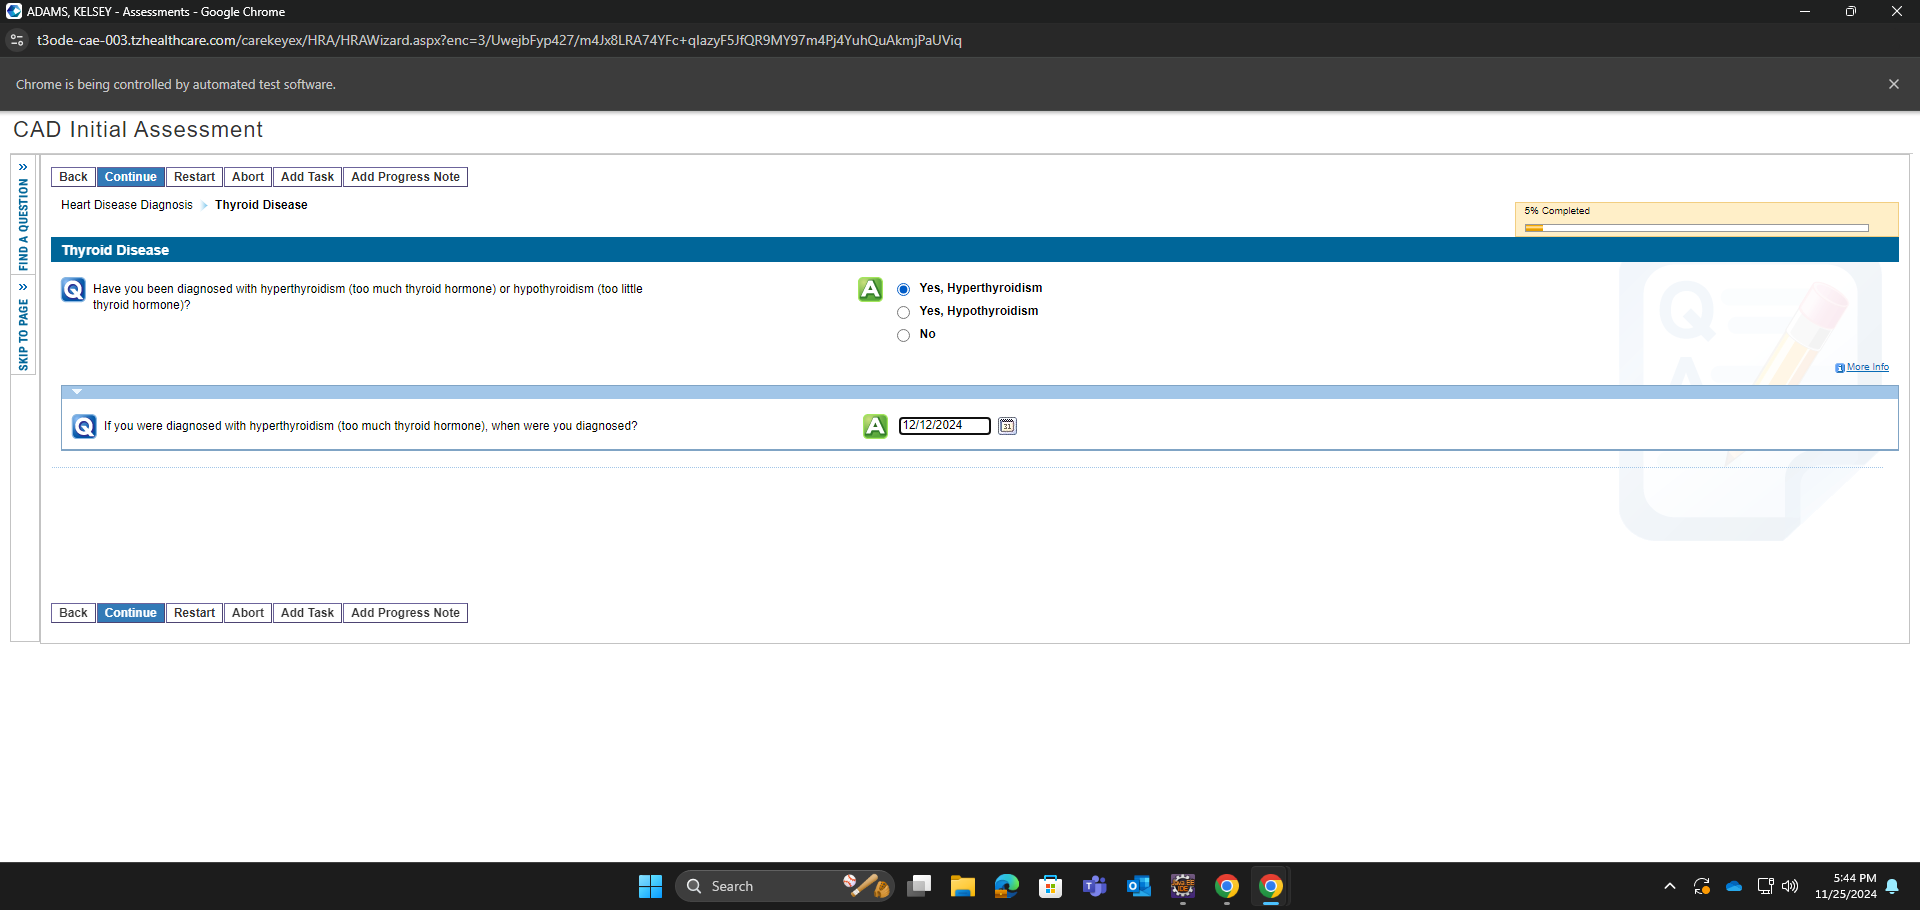 ADAMS, KELSEY - Assessments - Google Chrome
t3ode-cae-003.tzhealthcare.com/carekeyex/HRA/HRAWizard.aspx?enc=3/UwejbFyp427/m4Jx8LRA74YFc+qlazyF5JfQR9MY97m4Pj4YuhQuAkmjPaUViq
Chrome is being controlled by automated test software.
CAD Initial Assessment
FIND A QUESTION
SKIP TO PAGE
Back Continue Restart Abort Add Task Add Progress Note
Heart Disease Diagnosis Thyroid Disease
5% Completed
Thyroid Disease
Q Have you been diagnosed with hyperthyroidism (too much thyroid hormone) or hypothyroidism (too little
thyroid hormone)?
A Yes, Hyperthyroidism
Yes, Hypothyroidism
No
More Info
Q If you were diagnosed with hyperthyroidism (too much thyroid hormone), when were you diagnosed?
A 12/12/2024
Back Continue Restart Abort Add Task Add Progress Note
Search
5:44 PM
11/25/2024